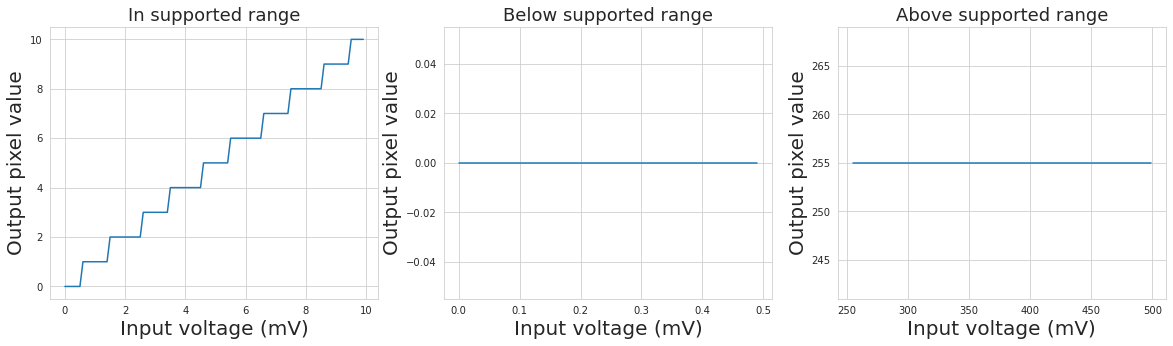 In supported range
10
8
6
4
2
0
Output pixel value
0 2 4 6 8 10
Input voltage (mV)
Below supported range
0.04
0.02
0.00
−0.02
−0.04
Output pixel value
0.0 0.1 0.2 0.3 0.4 0.5
Input voltage (mV)
Above supported range
265
260
255
250
245
Output pixel value
250 300 350 400 450 500
Input voltage (mV)